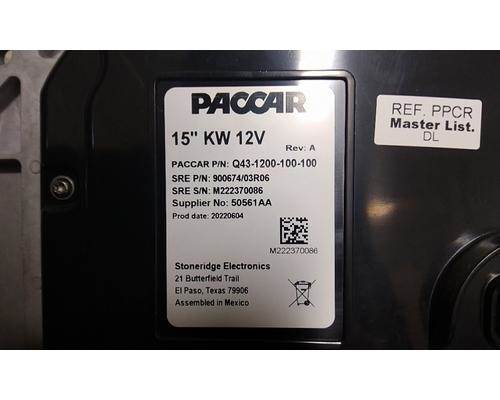 PACCAR
15" KW 12V
Rev: A
PACCAR P/N: Q43-1200-100-100
SRE P/N: 900674/03R06
SRE S/N: M222370086
Supplier No: 50561AA
Prod date: 20220604
M222370086
Stoneridge Electronics
21 Butterfield Trail
El Paso, Texas 79906
Assembled in Mexico
REF. PPCR
Master List.
DL